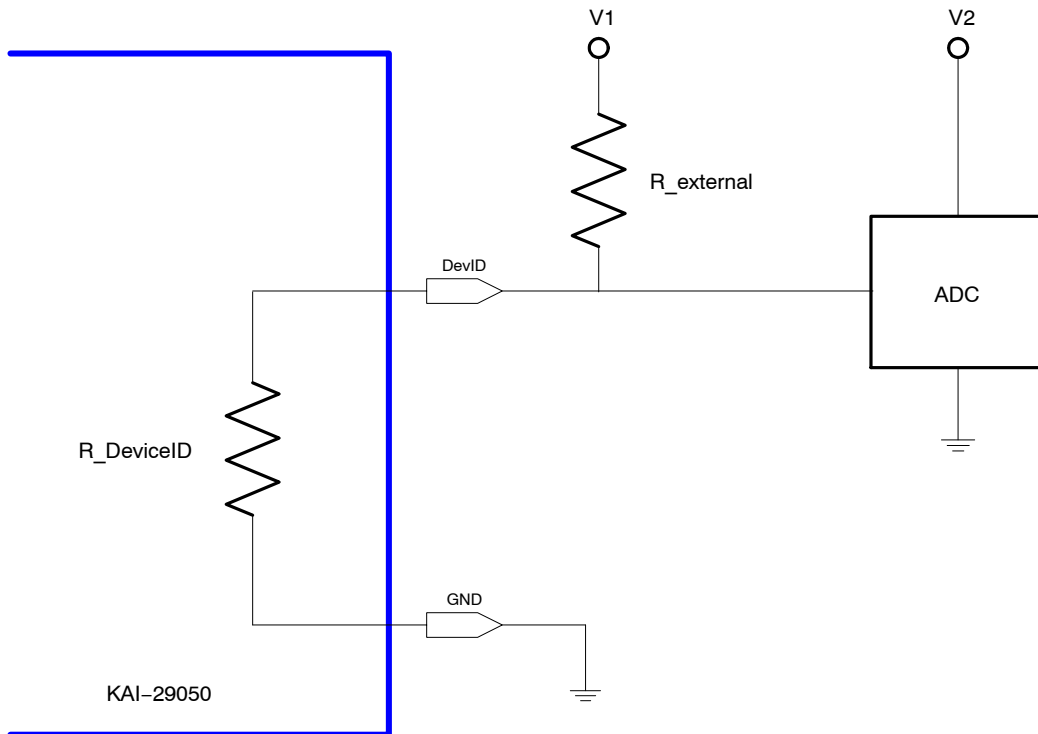 V1
V2
R_external
DevID
ADC
R_DeviceID
GND
KAI−29050